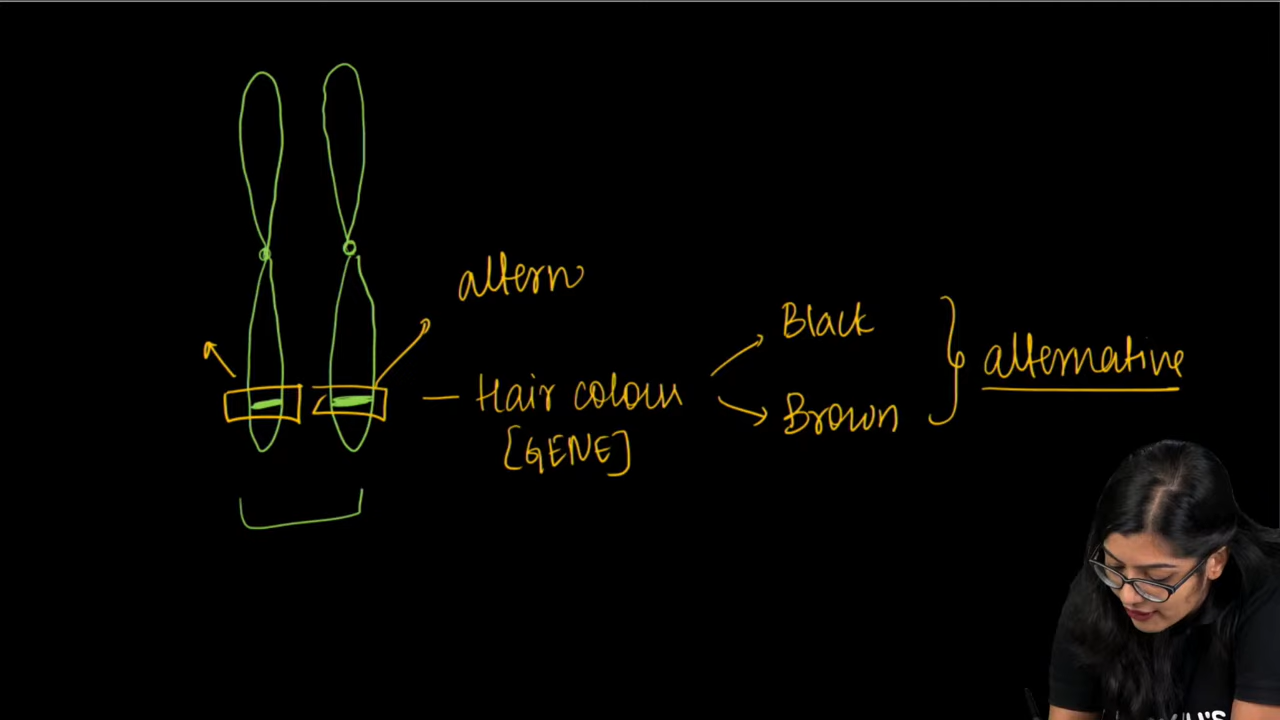 altern
Black
alternative
Hair colour
Brown
[GENE]